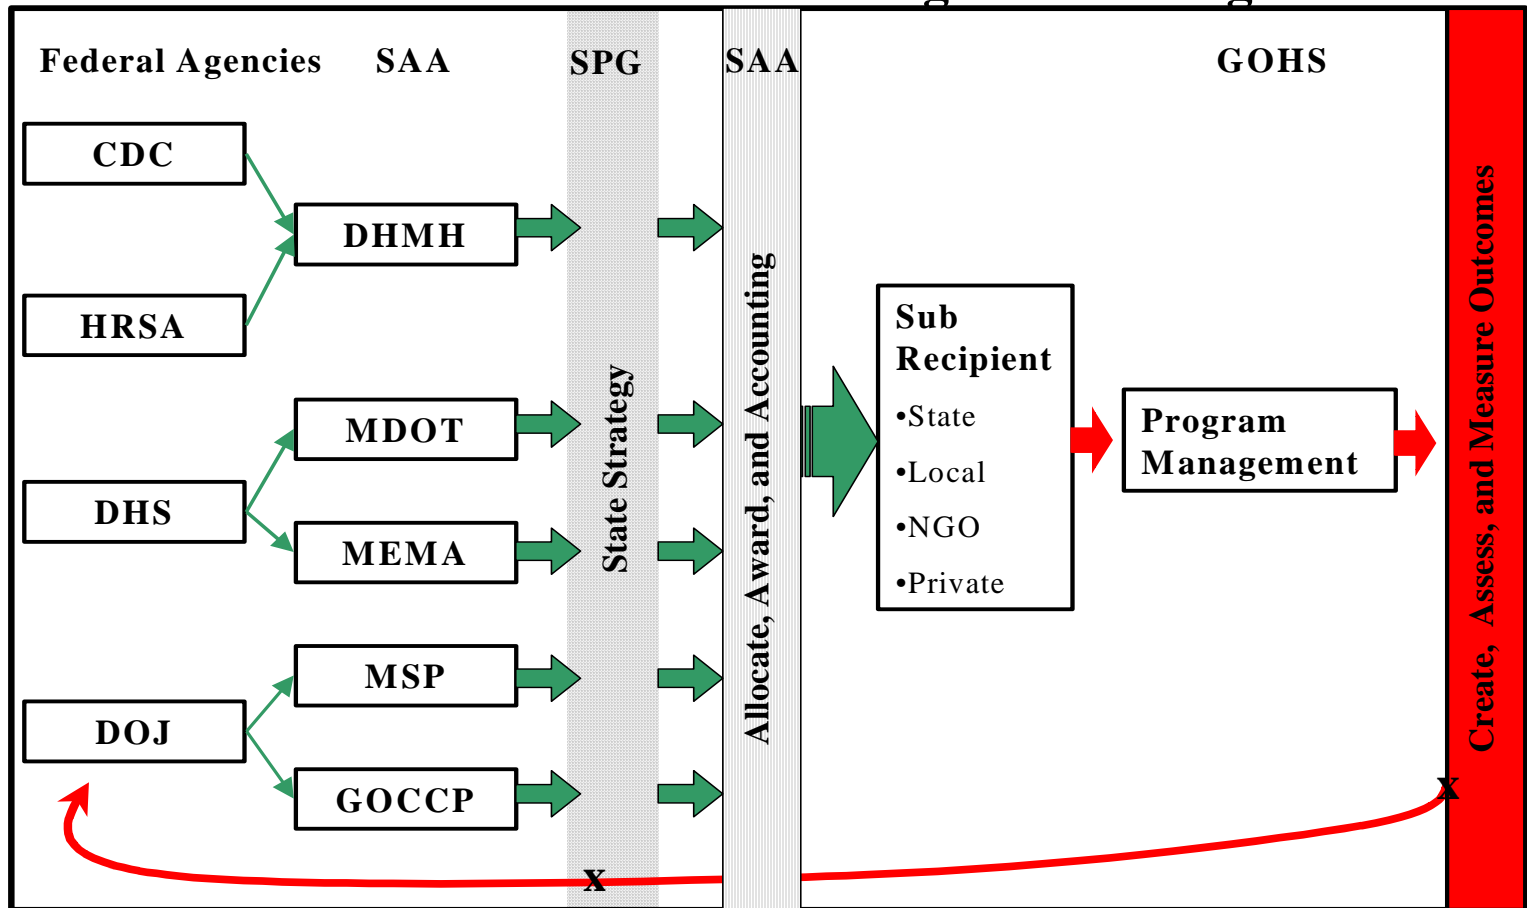 Federal Agencies
SAA
SPG
SAA
GOHS
CDC
HRSA
DHS
DOJ
DHMH
MDOT
MEMA
MSP
GOCCP
State Strategy
Allocate, Award, and Accounting
Sub
Recipient
•State
•Local
•NGO
•Private
Program
Management
Create, Assess, and Measure Outcomes
x
x